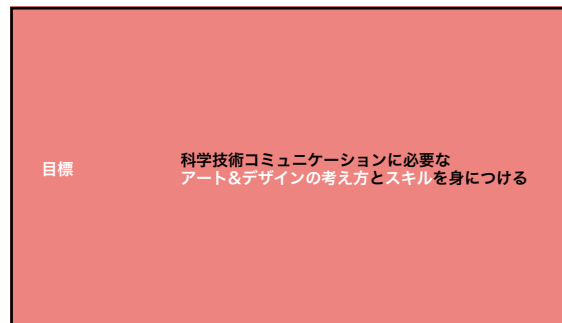 目標
科学技術コミュニケーションに必要な
アート&デザインの考え方とスキルを身につける